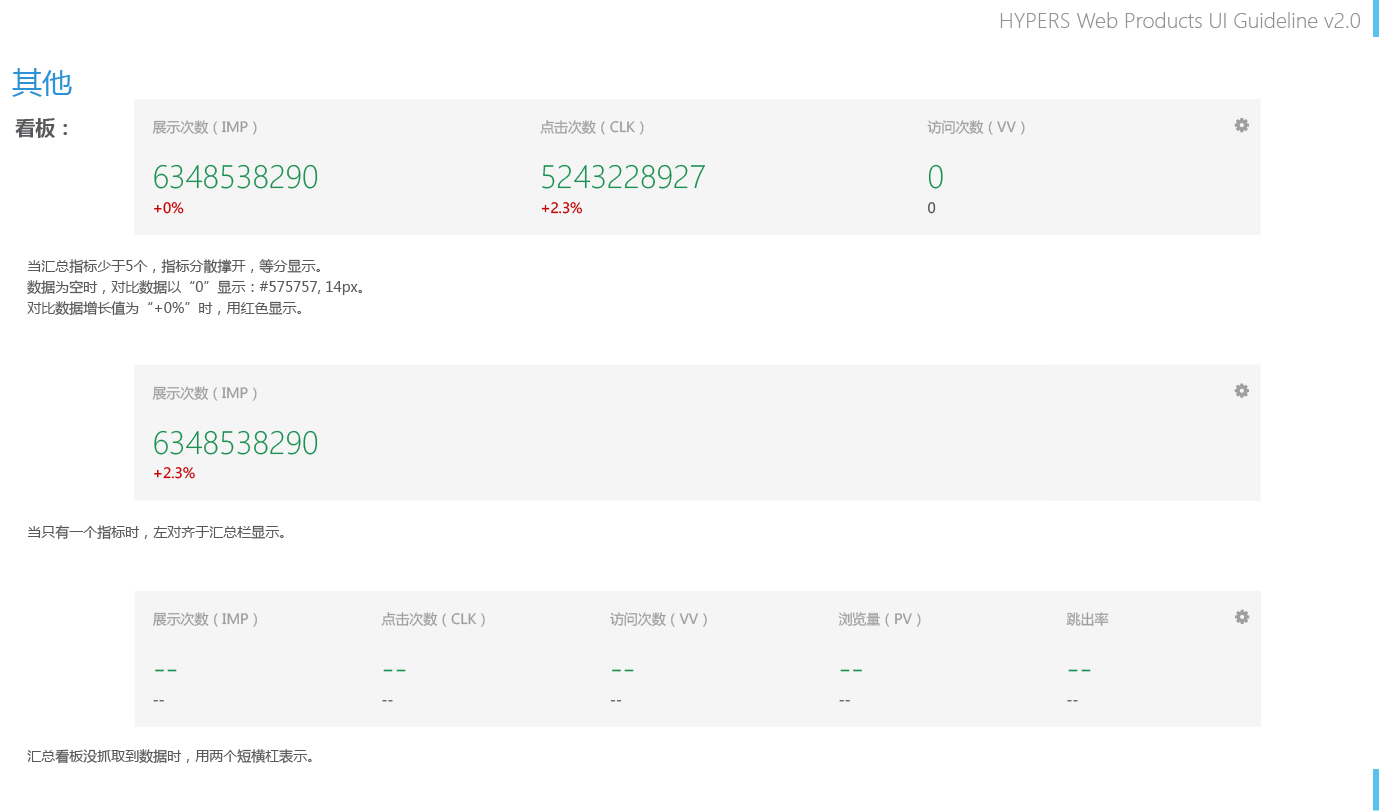 HYPERS Web Products UI Guideline v2.0
其他
看板：
展示次数（IMP） 点击次数（CLK） 访问次数（VV）
6348538290 5243228927 0
+0% +2.3% 0
当汇总指标少于5个，指标分散撑开，等分显示。
数据为空时，对比数据以“0”显示：#575757, 14px。
对比数据增长值为“+0%”时，用红色显示。
展示次数（IMP）
6348538290
+2.3%
当只有一个指标时，左对齐于汇总栏显示。
展示次数（IMP） 点击次数（CLK） 访问次数（VV） 浏览量（PV） 跳出率
-- -- -- -- --
-- -- -- -- --
汇总看板没抓取到数据时，用两个短横杠表示。